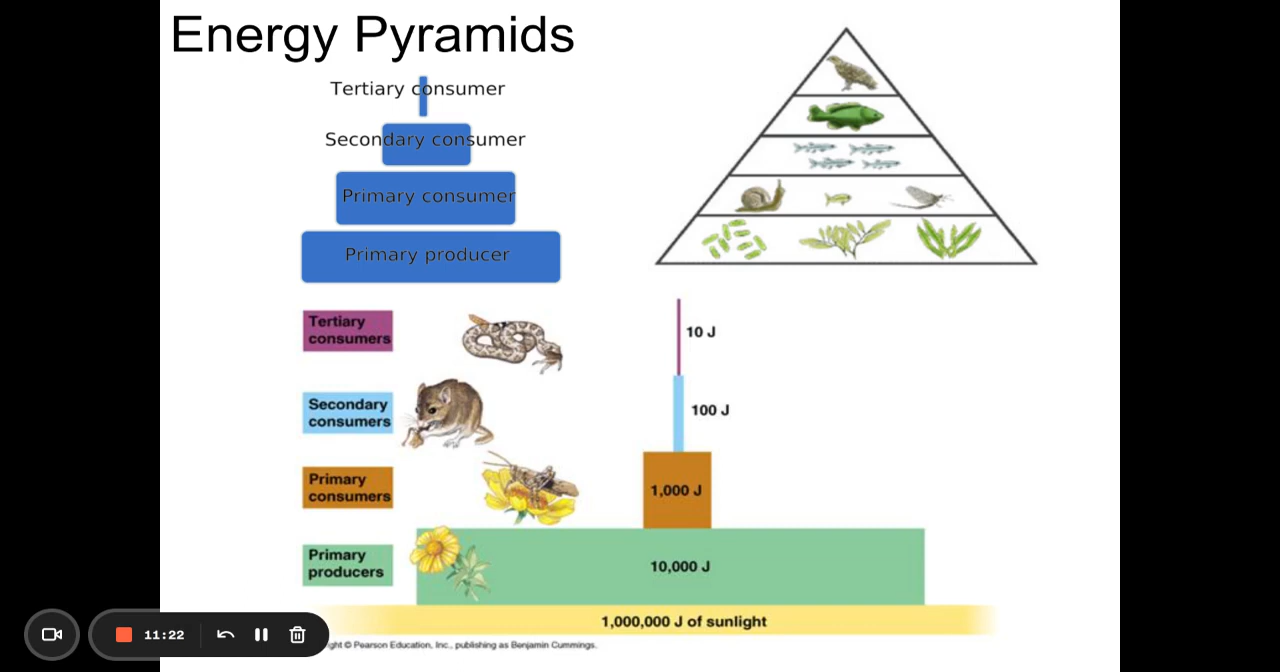 Energy Pyramids
Tertiary consumer
Secondary consumer
Primary consumer
Primary producer
Tertiary
consumers
10 J
Secondary
consumers
100 J
Primary
consumers
1,000 J
Primary
producers
10,000 J
1,000,000 J of sunlight
11:22
© Pearson Education, Inc., publishing as Benjamin Cummings.